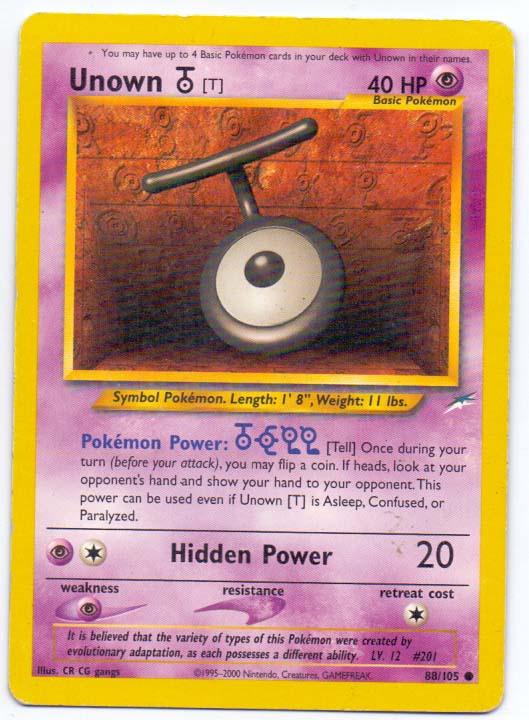 * You may have up to 4 Basic Pokémon cards in your deck with Unown in their names.
Unown T [T] 40 HP
Basic Pokémon
Symbol Pokémon. Length: 1' 8", Weight: 11 lbs.
Pokémon Power: TELL [Tell] Once during your
turn (before your attack), you may flip a coin. If heads, look at your
opponent's hand and show your hand to your opponent. This
power can be used even if Unown [T] is Asleep, Confused, or
Paralyzed.
Hidden Power 20
weakness resistance retreat cost
It is believed that the variety of types of this Pokémon were created by
evolutionary adaptation, as each possesses a different ability. LV. 12 #201
Illus. CR CG gangs ©1995-2000 Nintendo, Creatures, GAMEFREAK. 88/105